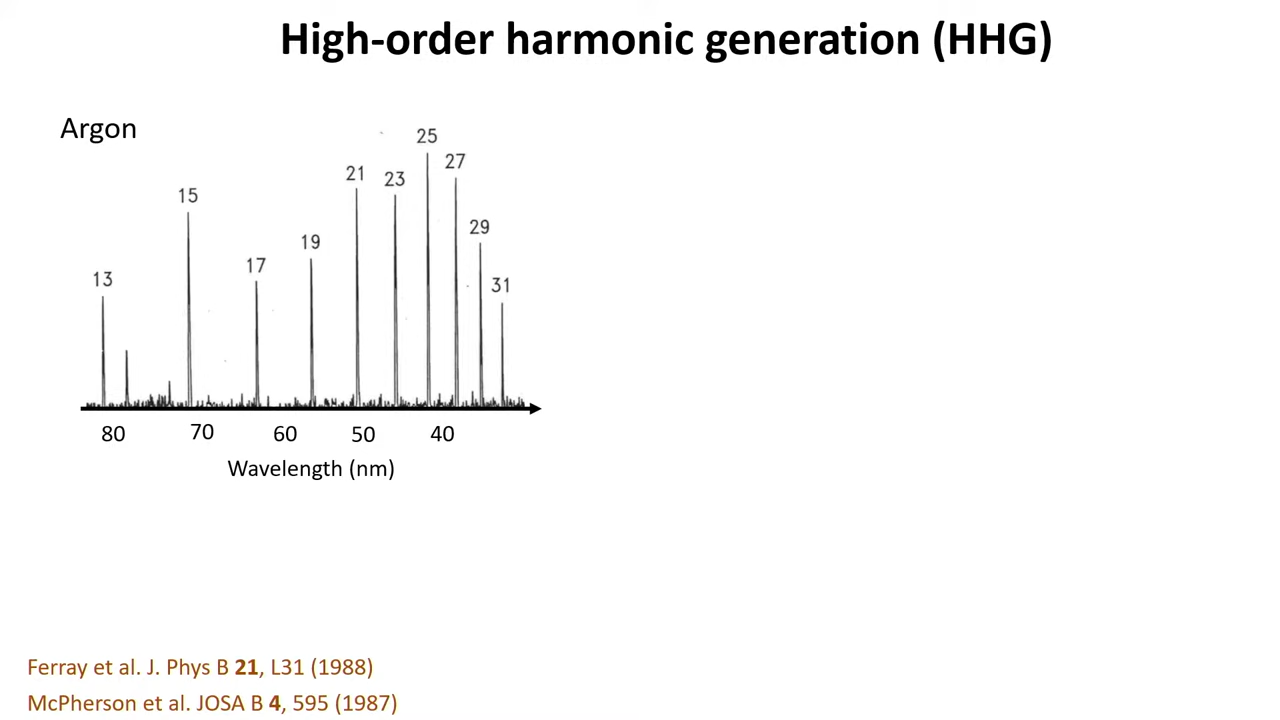 High-order harmonic generation (HHG)
Argon
25
27
21
23
15
29
19
17
13
31
80 70 60 50 40
Wavelength (nm)
Ferray et al. J. Phys B 21, L31 (1988)
McPherson et al. JOSA B 4, 595 (1987)